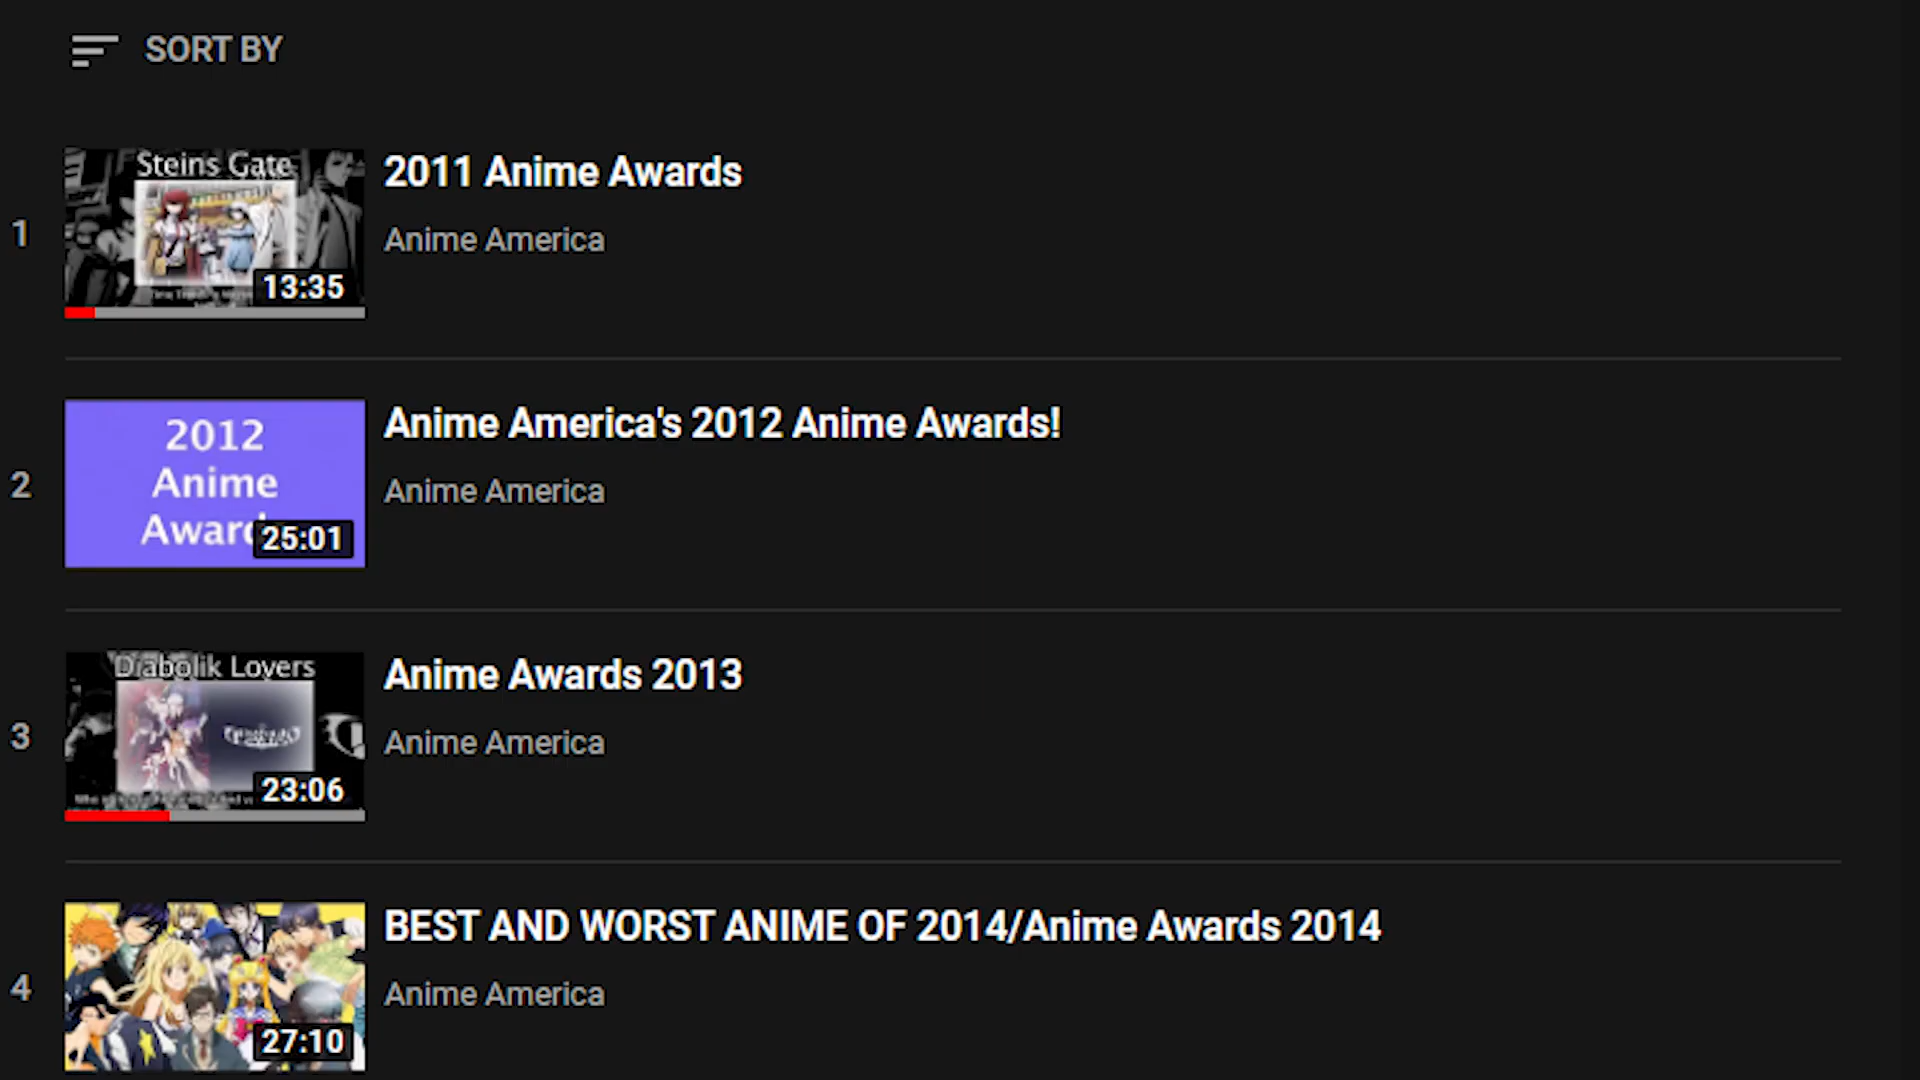 SORT BY
1
Steins Gate
13:35
2011 Anime Awards
Anime America
2
2012
Anime
Award
25:01
Anime America's 2012 Anime Awards!
Anime America
3
Diabolik Lovers
23:06
Anime Awards 2013
Anime America
4
27:10
BEST AND WORST ANIME OF 2014/Anime Awards 2014
Anime America